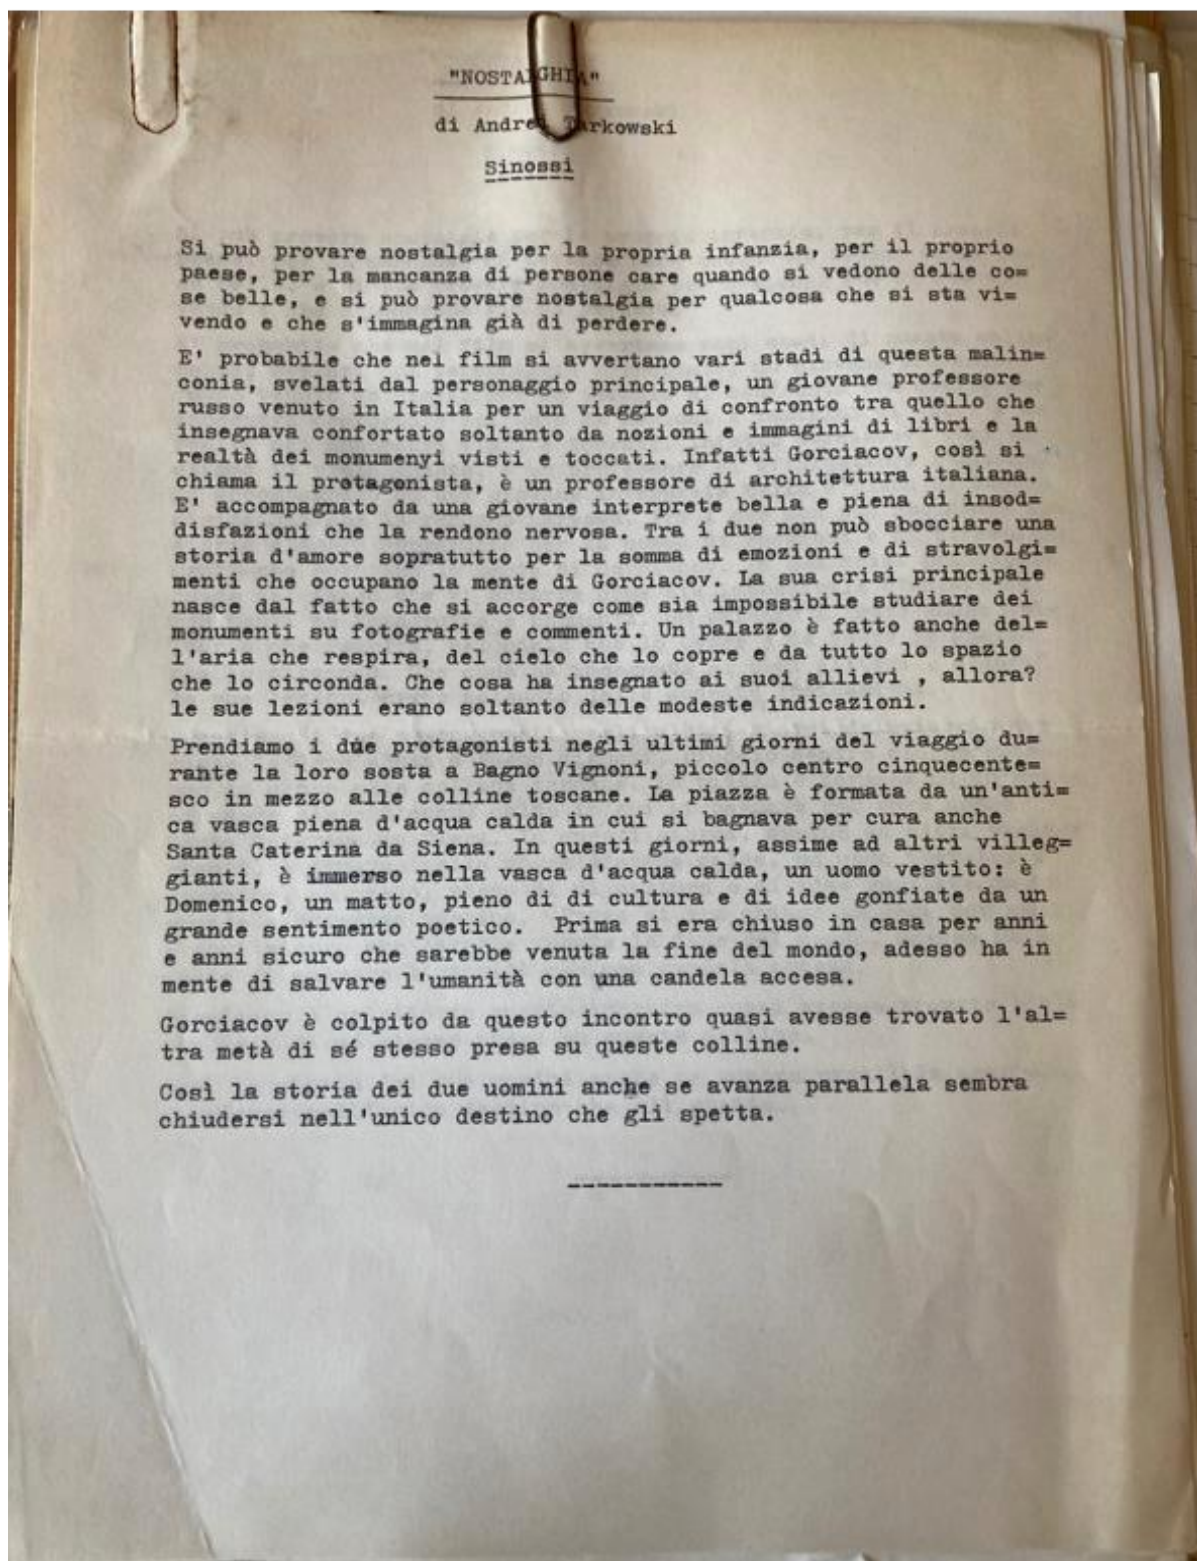 "NOSTALGHIA"
di Andrei Tarkowski
Sinossi
Si può provare nostalgia per la propria infanzia, per il proprio
paese, per la mancanza di persone care quando si vedono delle co=
se belle, e si può provare nostalgia per qualcosa che si sta vi=
vendo e che s'immagina già di perdere.
E' probabile che nel film si avvertano vari stadi di questa malin=
conia, svelati dal personaggio principale, un giovane professore
russo venuto in Italia per un viaggio di confronto tra quello che
insegnava confortato soltanto da nozioni e immagini di libri e la
realtà dei monumenyi visti e toccati. Infatti Gorciacov, così si
chiama il protagonista, è un professore di architettura italiana.
E' accompagnato da una giovane interprete bella e piena di insod=
disfazioni che la rendono nervosa. Tra i due non può sbocciare una
storia d'amore sopratutto per la somma di emozioni e di stravolgi=
menti che occupano la mente di Gorciacov. La sua crisi principale
nasce dal fatto che si accorge come sia impossibile studiare dei
monumenti su fotografie e commenti. Un palazzo è fatto anche del=
l'aria che respira, del cielo che lo copre e da tutto lo spazio
che lo circonda. Che cosa ha insegnato ai suoi allievi , allora?
le sue lezioni erano soltanto delle modeste indicazioni.
Prendiamo i due protagonisti negli ultimi giorni del viaggio du=
rante la loro sosta a Bagno Vignoni, piccolo centro cinquecente=
sco in mezzo alle colline toscane. La piazza è formata da un'anti=
ca vasca piena d'acqua calda in cui si bagnava per cura anche
Santa Caterina da Siena. In questi giorni, assime ad altri villeg=
gianti, è immerso nella vasca d'acqua calda, un uomo vestito: è
Domenico, un matto, pieno di di cultura e di idee gonfiate da un
grande sentimento poetico.  Prima si era chiuso in casa per anni
e anni sicuro che sarebbe venuta la fine del mondo, adesso ha in
mente di salvare l'umanità con una candela accesa.
Gorciacov è colpito da questo incontro quasi avesse trovato l'al=
tra metà di sé stesso presa su queste colline.
Così la storia dei due uomini anche se avanza parallela sembra
chiudersi nell'unico destino che gli spetta.
-----------